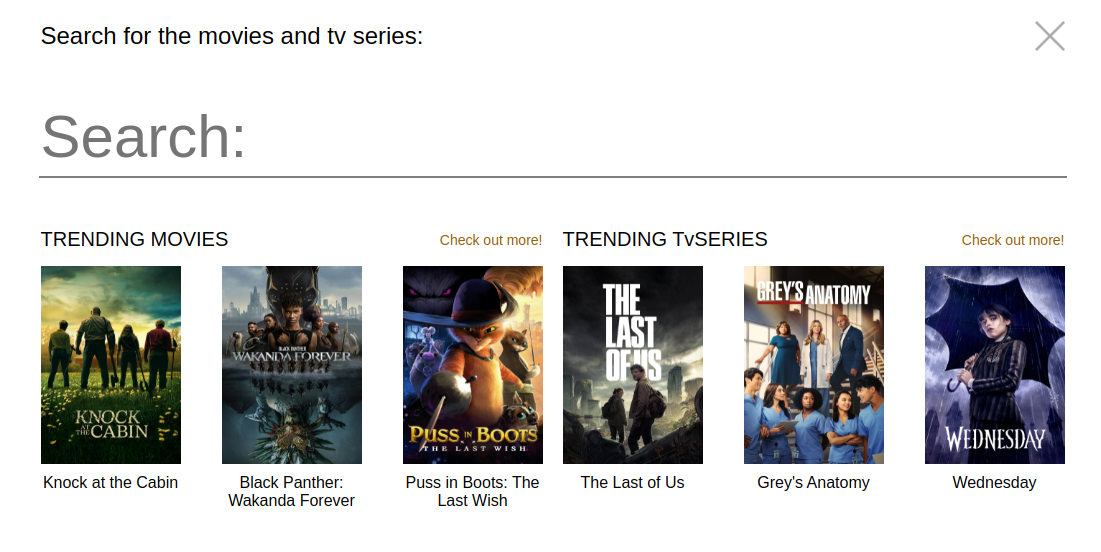 Search for the movies and tv series:
Search:
TRENDING MOVIES
Check out more!
TRENDING TvSERIES
Check out more!
KNOCK
AT THE CABIN
BLACK PANTHER
WAKANDA FOREVER
PUSS IN BOOTS
THE LAST WISH
THE
LAST
OF US
GREY'S ANATOMY
WEDNESDAY
Knock at the Cabin
Black Panther:
Wakanda Forever
Puss in Boots: The
Last Wish
The Last of Us
Grey's Anatomy
Wednesday